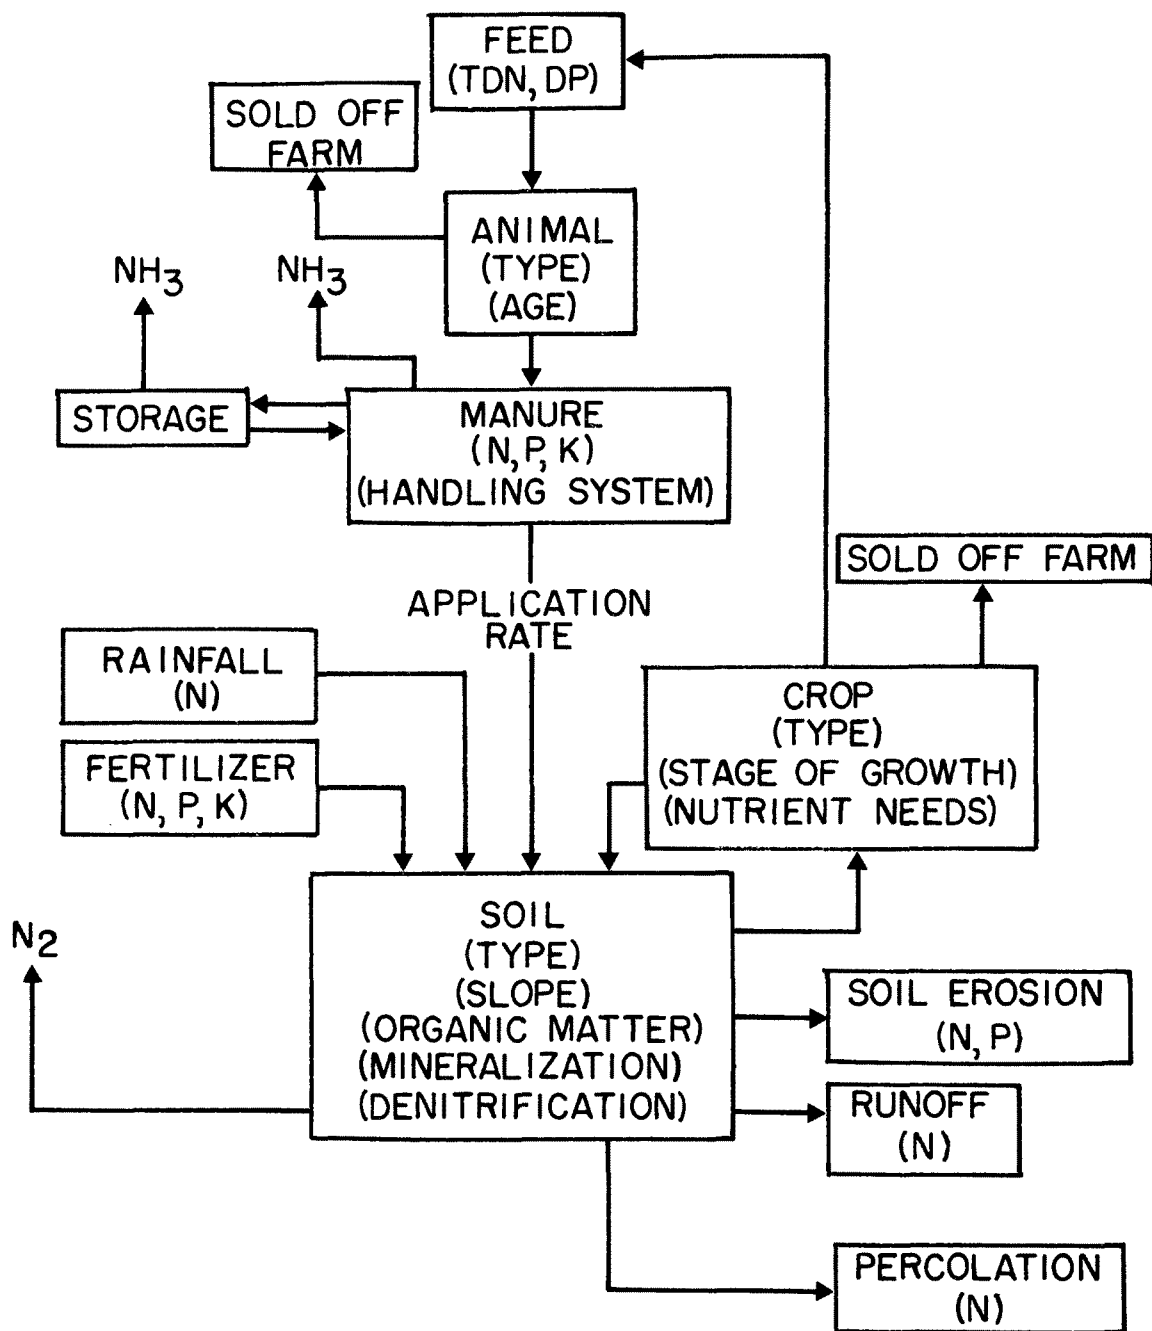 FEED
(TDN, DP)
SOLD OFF
FARM
ANIMAL
(TYPE)
(AGE)
NH3
NH3
STORAGE
MANURE
(N, P, K)
(HANDLING SYSTEM)
SOLD OFF FARM
APPLICATION
RATE
RAINFALL
(N)
CROP
(TYPE)
(STAGE OF GROWTH)
(NUTRIENT NEEDS)
FERTILIZER
(N, P, K)
N2
SOIL
(TYPE)
(SLOPE)
(ORGANIC MATTER)
(MINERALIZATION)
(DENITRIFICATION)
SOIL EROSION
(N, P)
RUNOFF
(N)
PERCOLATION
(N)